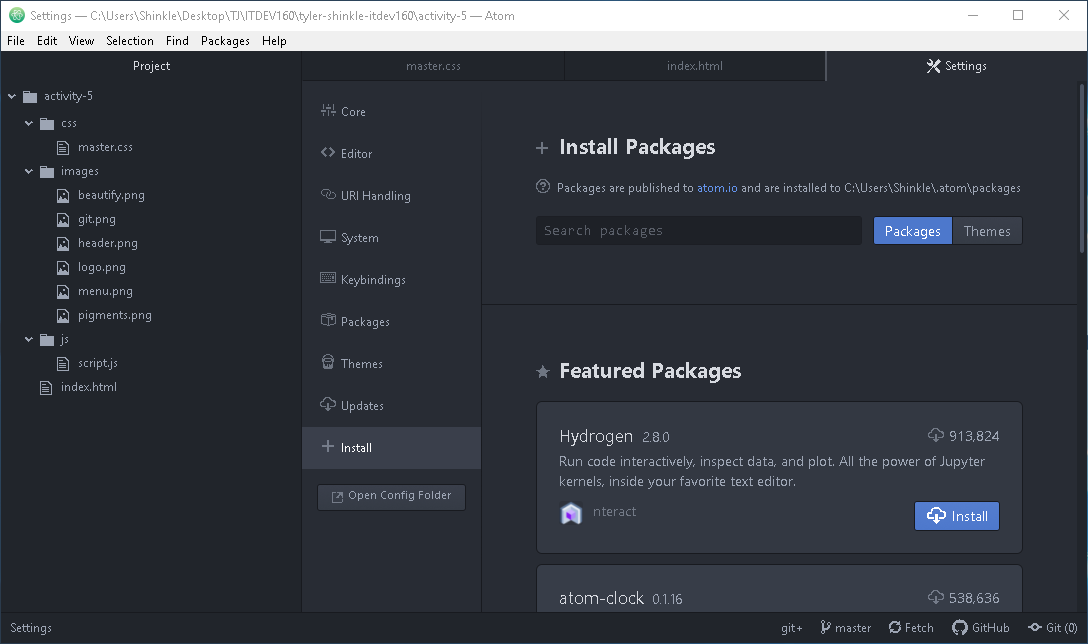 Settings — C:\Users\Shinkle\Desktop\TJ\ITDEV160\tyler-shinkle-itdev160\activity-5 — Atom
File Edit View Selection Find Packages Help
Project
master.css
index.html
Settings
activity-5
css
master.css
images
beautify.png
git.png
header.png
logo.png
menu.png
pigments.png
js
script.js
index.html
Core
Editor
URI Handling
System
Keybindings
Packages
Themes
Updates
Install
Open Config Folder
Install Packages
Packages are published to atom.io and are installed to C:\Users\Shinkle\.atom\packages
Search packages
Packages
Themes
Featured Packages
Hydrogen 2.8.0
913,824
Run code interactively, inspect data, and plot. All the power of Jupyter
kernels, inside your favorite text editor.
nteract
Install
atom-clock 0.1.16
538,636
Settings
git+
master
Fetch
GitHub
Git (0)